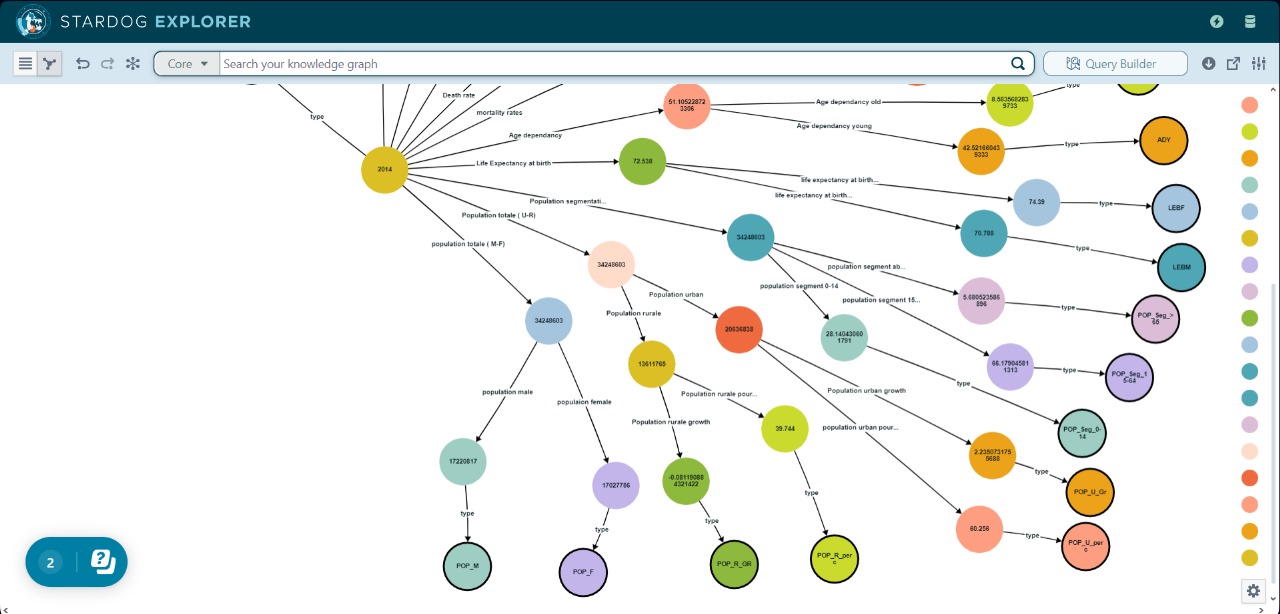 STARDOG EXPLORER
Core
Search your knowledge graph
Query Builder
type
Death rate
mortality rates
Age dependancy
51.10522872
3306
Age dependancy old
8.583568283
9733
type
Age dependancy young
42.52166043
9333
type
ADY
2014
Life Expectancy at birth
72.538
life expectancy at birth...
74.39
type
LEBF
life expectancy at birth...
70.788
type
LEBM
Population segmentati...
34248603
population segment ab...
5.680523586
896
type
POP_Seg_>
65
population segment 0-14
28.14043060
1791
type
POP_Seg_0-
14
population segment 15...
66.17904581
1313
type
POP_Seg_1
5-64
Population totale ( U-R)
34248603
Population urban
20636838
Population urban growth
2.235073175
5688
type
POP_U_Gr
population urban pour...
60.256
type
POP_U_per
c
Population rurale
13611765
Population rurale pour...
39.744
type
POP_R_per
c
Population rurale growth
-0.08119088
4321422
type
POP_R_GR
population totale ( M-F)
34248603
population male
17220817
type
POP_M
populaion female
17027786
type
POP_F
2